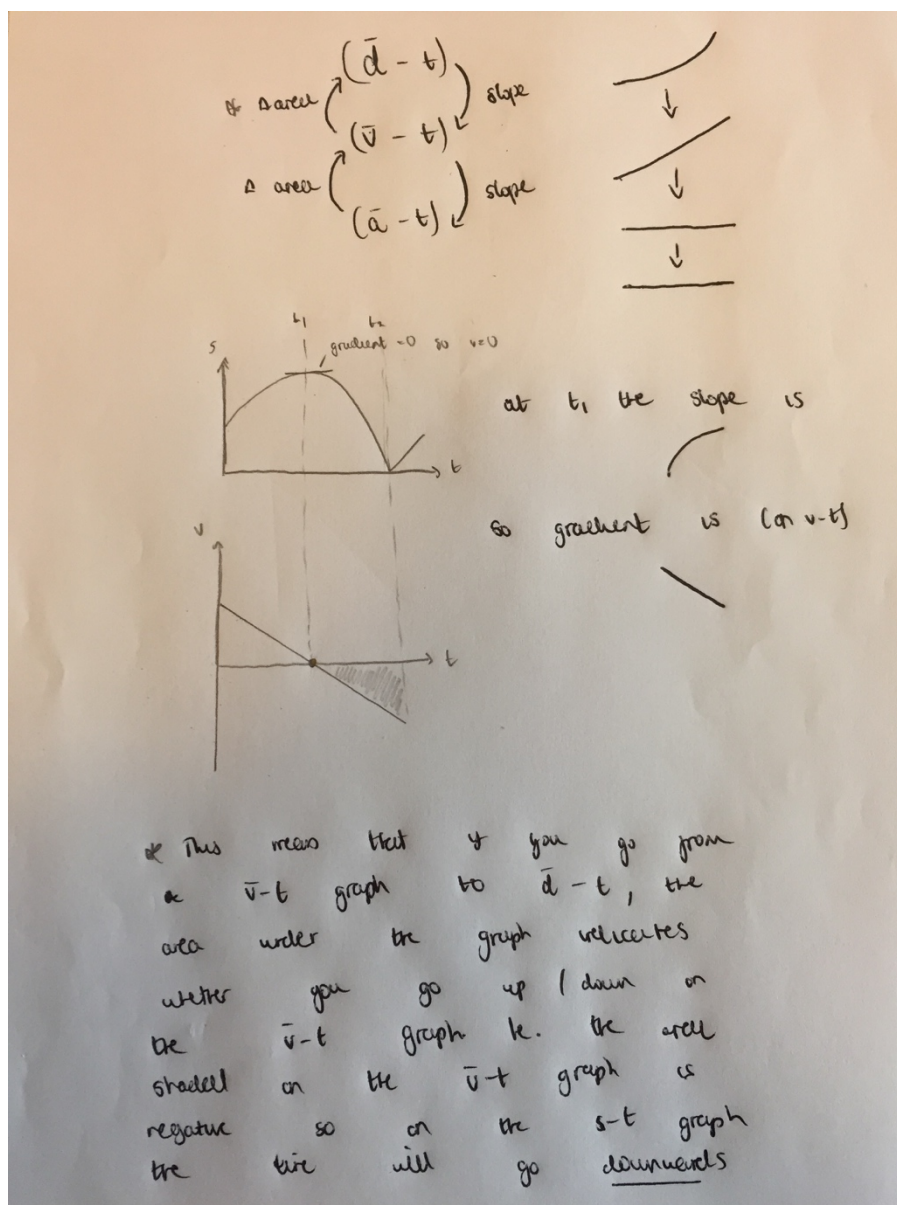 (d̄ - t)
* Δ area slope
(v̄ - t)
Δ area slope
(ā - t)
t₁ t₂
gradient = 0 so v=0
s
t
at t₁ the slope is
so gradient is (on v-t)
v
t
* This means that if you go from
a v̄-t graph to d̄-t, the
area under the graph indicates
whether you go up / down on
the v̄-t graph ie. the area
shaded on the v̄-t graph is
negative so on the s-t graph
the line will go downwards